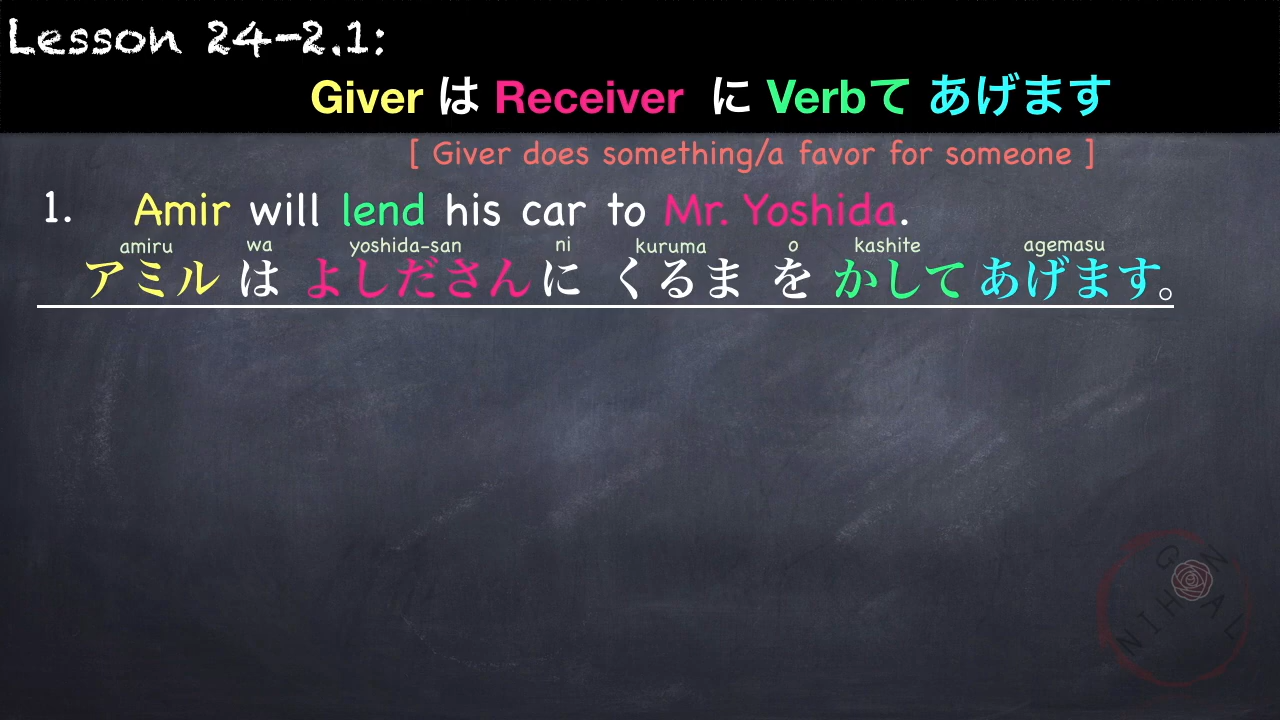 Lesson 24-2.1:
Giver は Receiver に Verbて あげます
[ Giver does something/a favor for someone ]
1. Amir will lend his car to Mr. Yoshida.
amiru wa yoshida-san ni kuruma o kashite agemasu
アミル は よしださん に くるま を かして あげます。
NIHONGAL